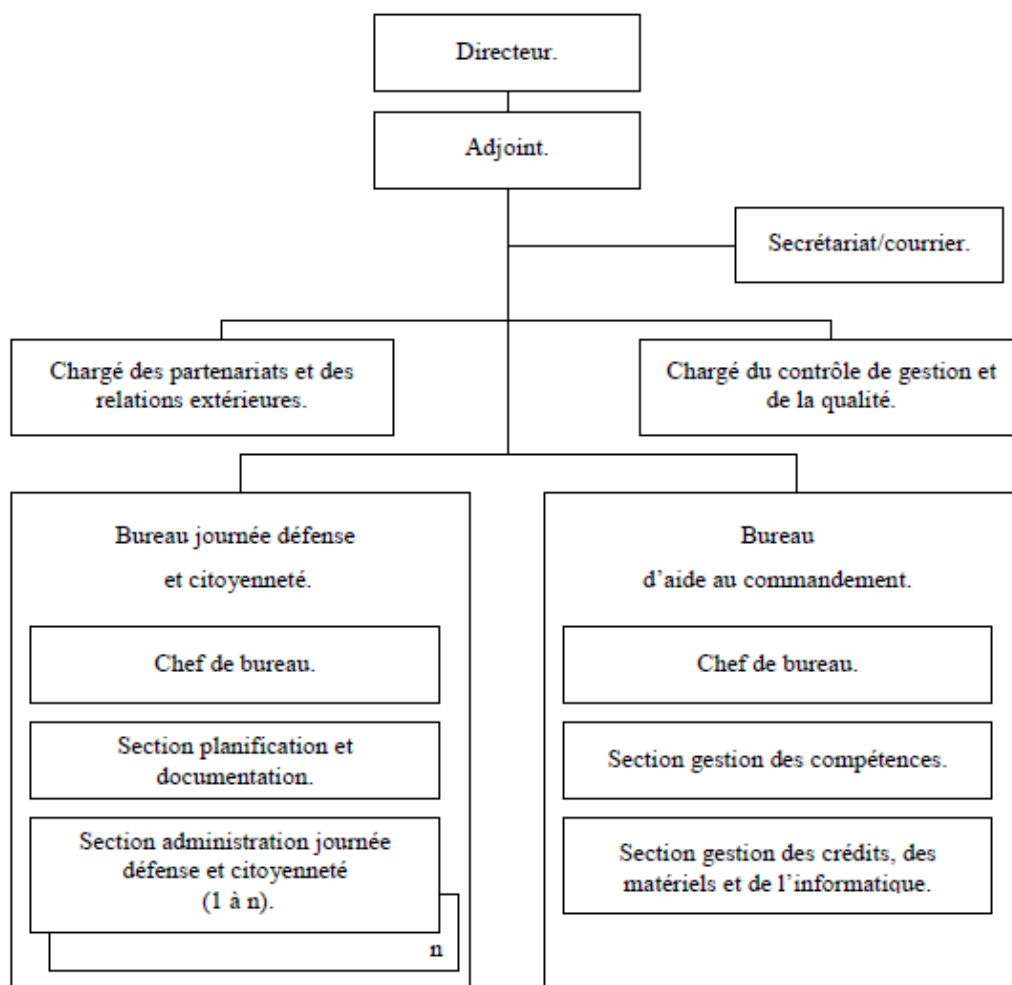 Directeur.
Adjoint.
Secrétariat/courrier.
Chargé des partenariats et des
relations extérieures.
Chargé du contrôle de gestion et
de la qualité.
Bureau journée défense
et citoyenneté.
Chef de bureau.
Section planification et
documentation.
Section administration journée
défense et citoyenneté
(1 à n).
n
Bureau
d’aide au commandement.
Chef de bureau.
Section gestion des compétences.
Section gestion des crédits, des
matériels et de l’informatique.